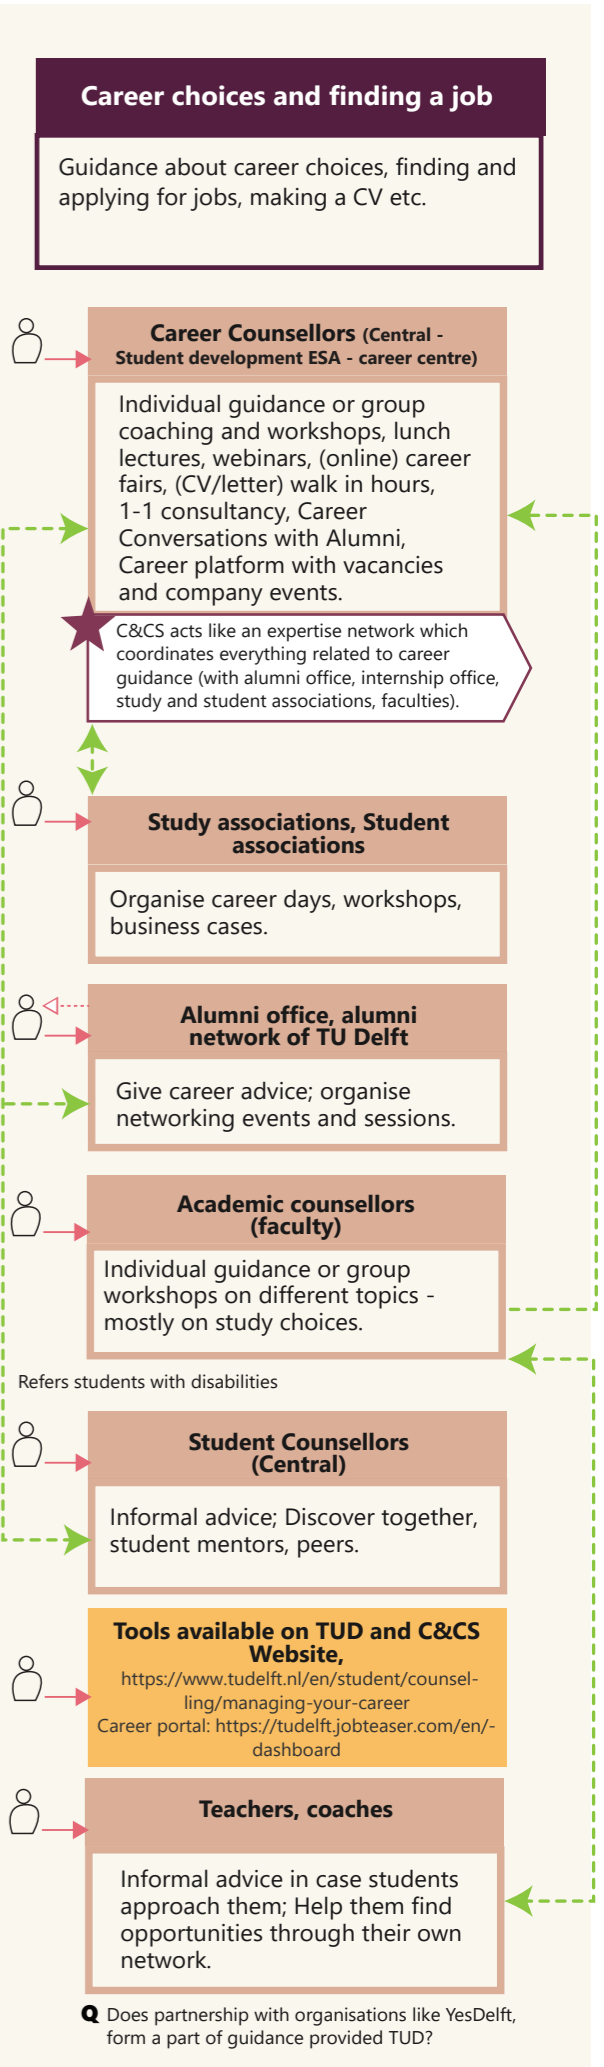 Career choices and finding a job
Guidance about career choices, finding and
applying for jobs, making a CV etc.
Career Counsellors (Central -
Student development ESA - career centre)
Individual guidance or group
coaching and workshops, lunch
lectures, webinars, (online) career
fairs, (CV/letter) walk in hours,
1-1 consultancy, Career
Conversations with Alumni,
Career platform with vacancies
and company events.
C&CS acts like an expertise network which
coordinates everything related to career
guidance (with alumni office, internship office,
study and student associations, faculties).
Study associations, Student
associations
Organise career days, workshops,
business cases.
Alumni office, alumni
network of TU Delft
Give career advice; organise
networking events and sessions.
Academic counsellors
(faculty)
Individual guidance or group
workshops on different topics -
mostly on study choices.
Refers students with disabilities
Student Counsellors
(Central)
Informal advice; Discover together,
student mentors, peers.
Tools available on TUD and C&CS
Website,
https://www.tudelft.nl/en/student/counsel-
ling/managing-your-career
Career portal: https://tudelft.jobteaser.com/en/-
dashboard
Teachers, coaches
Informal advice in case students
approach them; Help them find
opportunities through their own
network.
Q Does partnership with organisations like YesDelft,
form a part of guidance provided TUD?